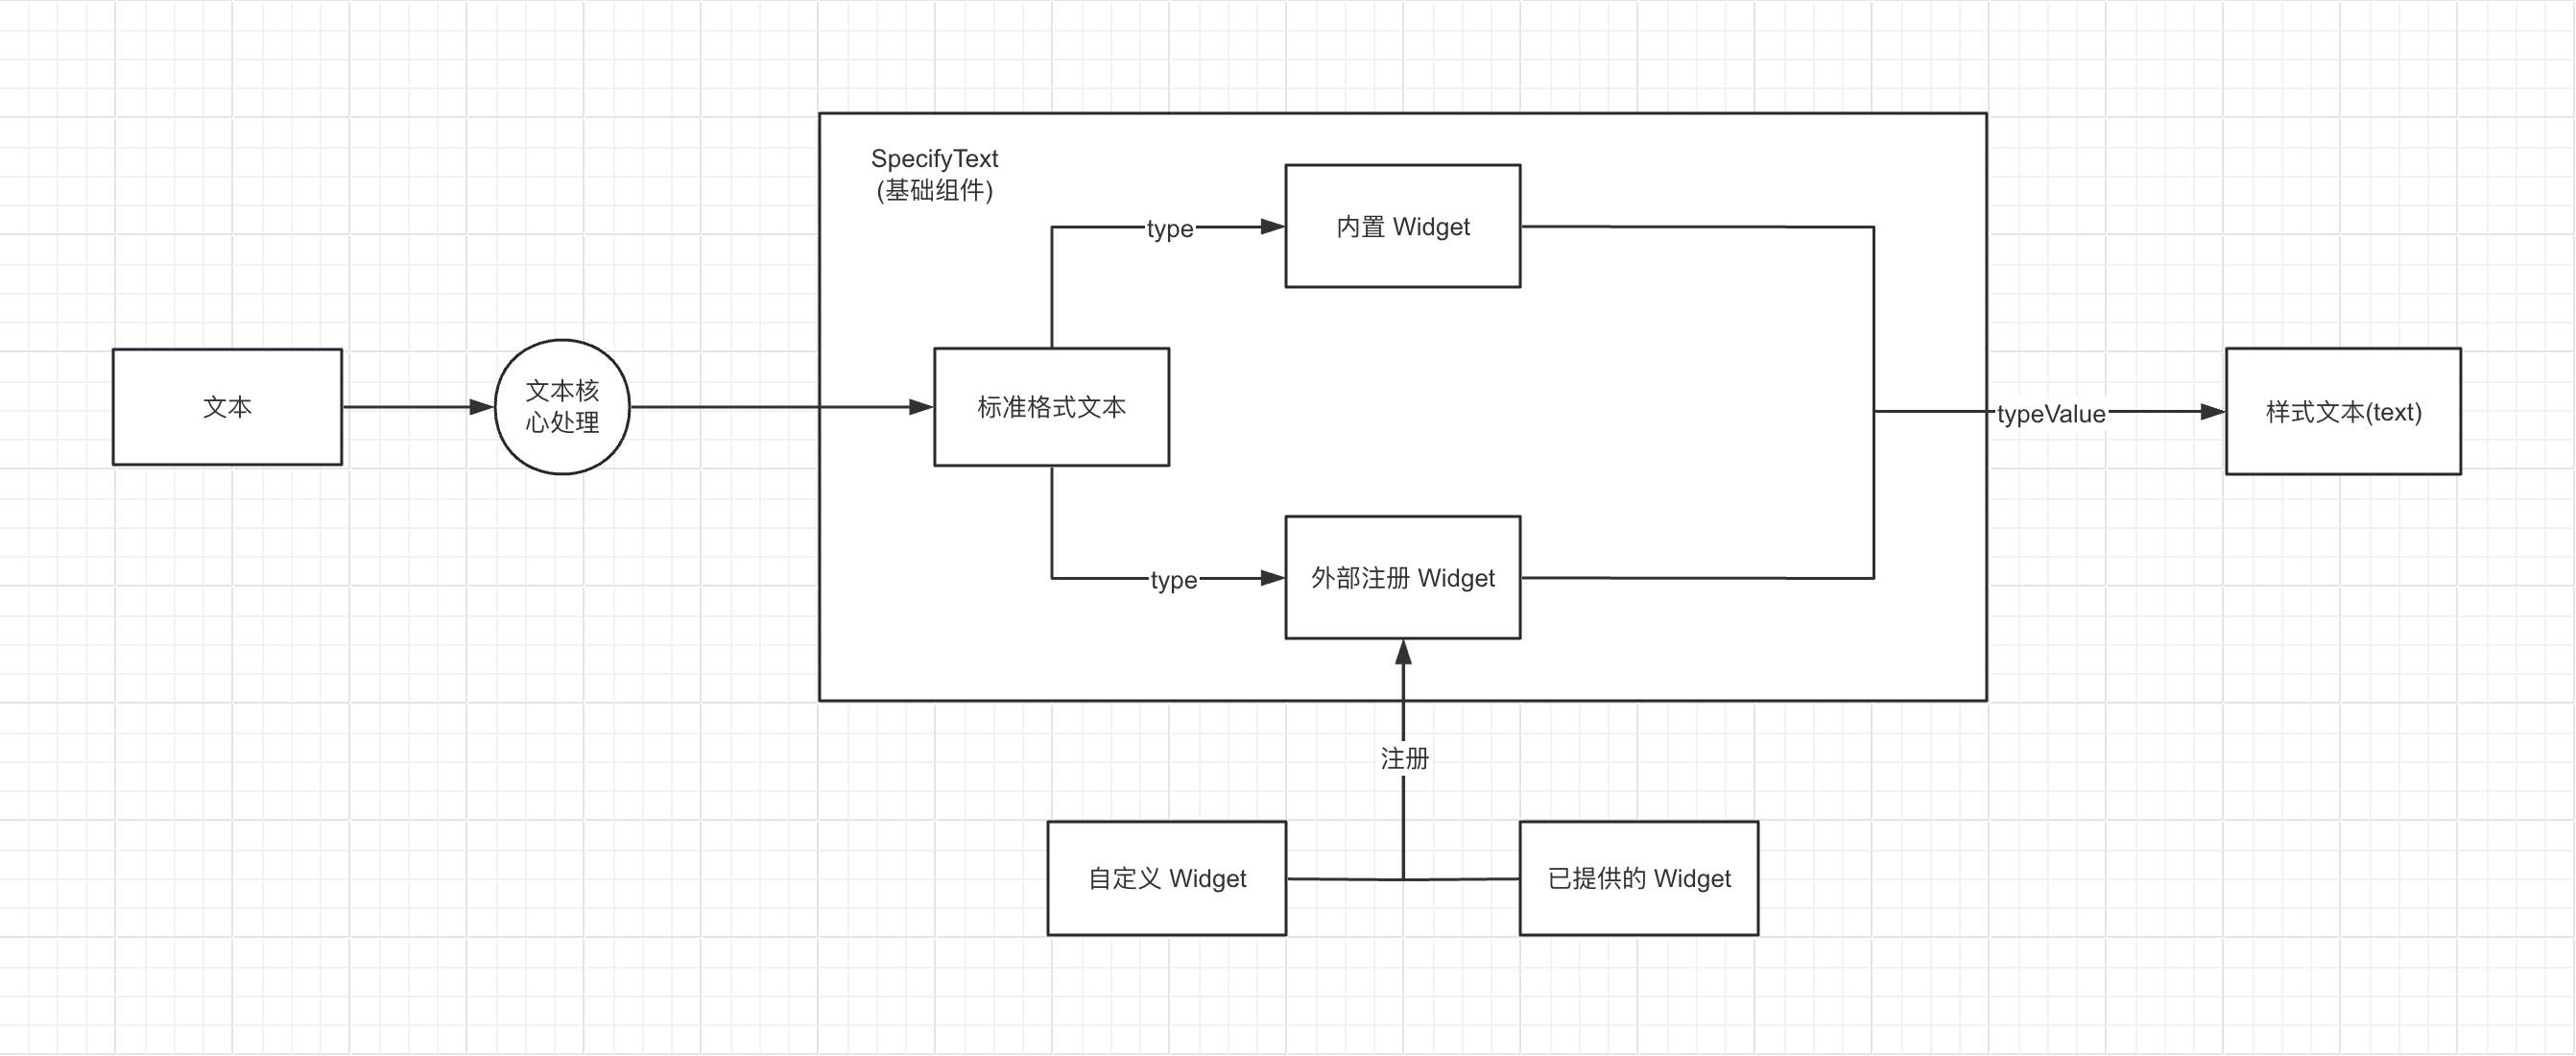 SpecifyText
(基础组件)
type
内置 Widget
文本
文本核
心处理
标准格式文本
typeValue
样式文本(text)
type
外部注册 Widget
注册
自定义 Widget
已提供的 Widget